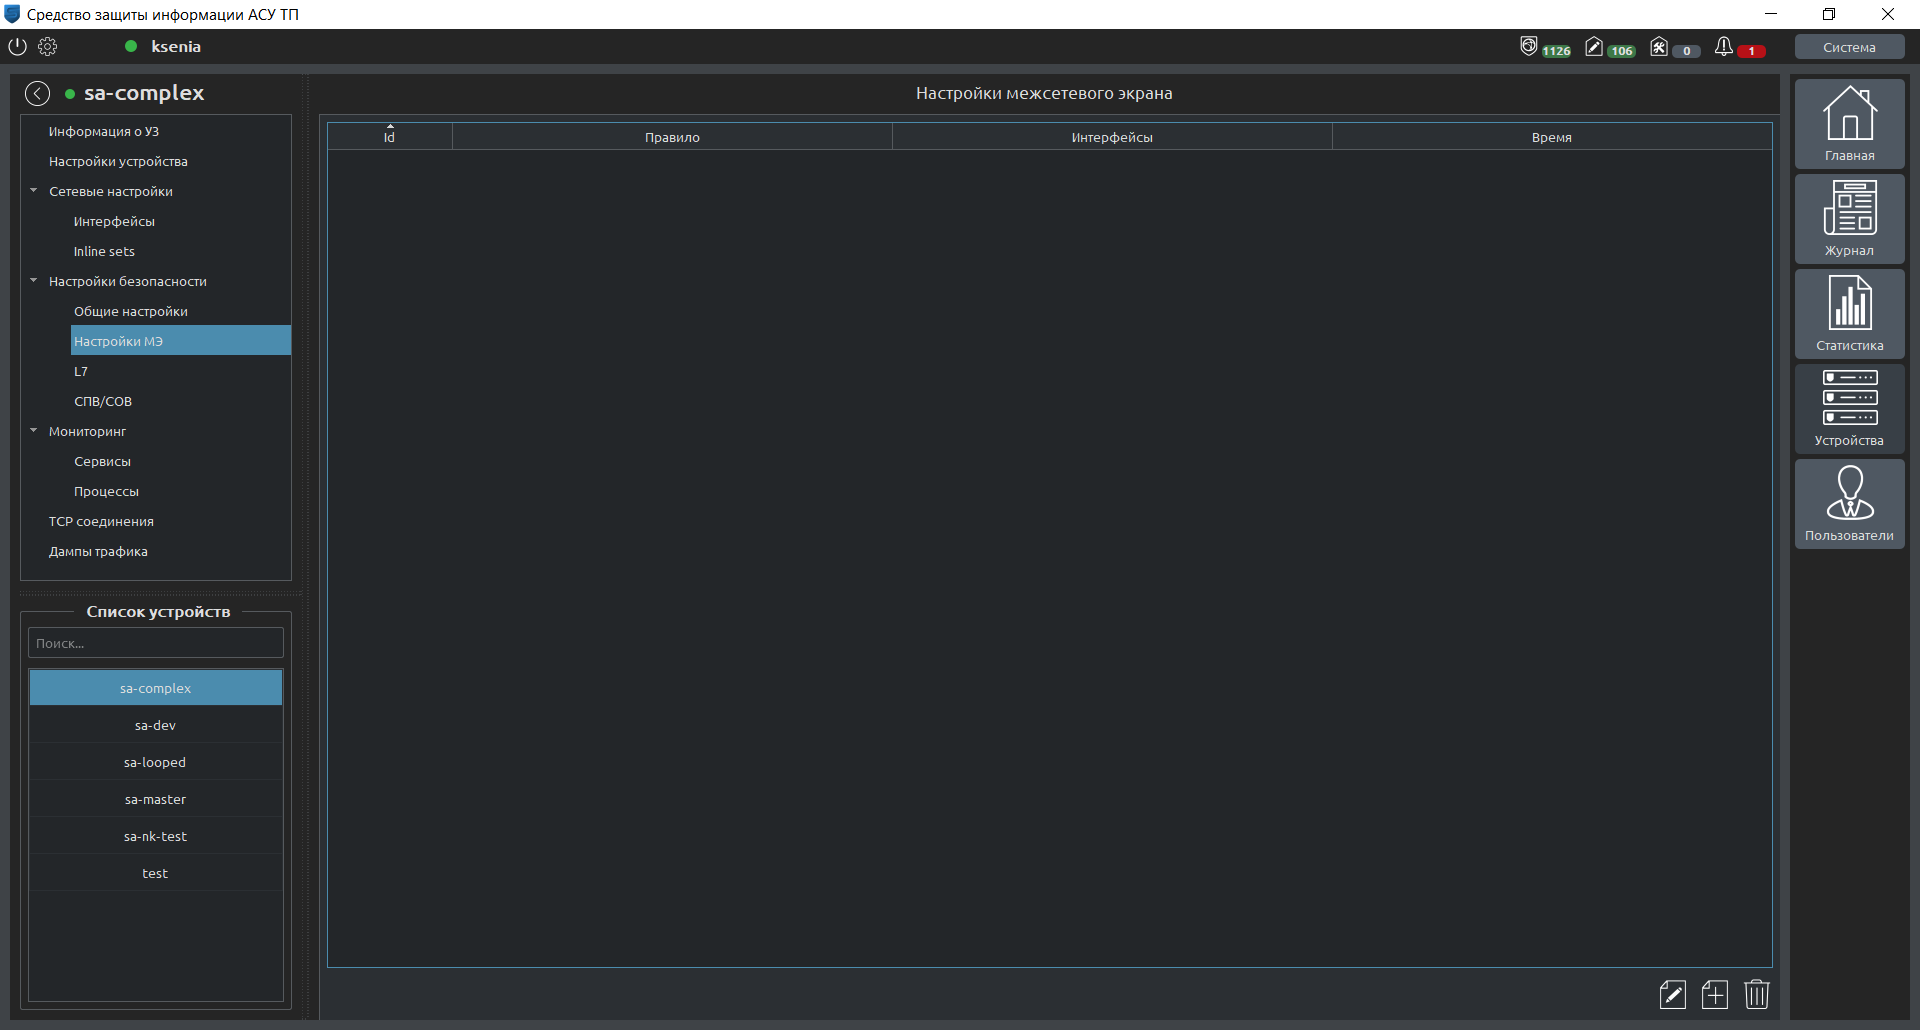 Средство защиты информации АСУ ТП
ksenia
1126
106
0
1
Система
sa-complex
Информация о УЗ
Настройки устройства
Сетевые настройки
Интерфейсы
Inline sets
Настройки безопасности
Общие настройки
Настройки МЭ
L7
СПВ/СОВ
Мониторинг
Сервисы
Процессы
TCP соединения
Дампы трафика
Список устройств
Поиск...
sa-complex
sa-dev
sa-looped
sa-master
sa-nk-test
test
Настройки межсетевого экрана
Id Правило Интерфейсы Время
Главная
Журнал
Статистика
Устройства
Пользователи